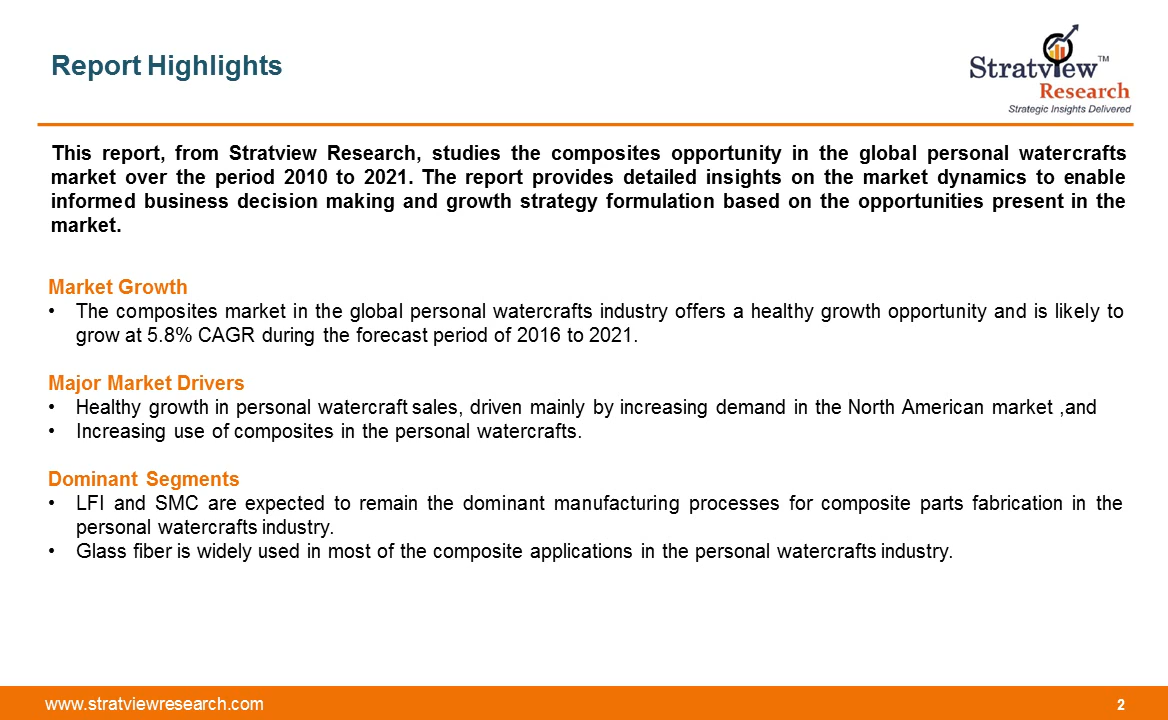 Report Highlights
Stratview™
Research
Strategic Insights Delivered
This report, from Stratview Research, studies the composites opportunity in the global personal watercrafts
market over the period 2010 to 2021. The report provides detailed insights on the market dynamics to enable
informed business decision making and growth strategy formulation based on the opportunities present in the
market.
Market Growth
• The composites market in the global personal watercrafts industry offers a healthy growth opportunity and is likely to
grow at 5.8% CAGR during the forecast period of 2016 to 2021.
Major Market Drivers
• Healthy growth in personal watercraft sales, driven mainly by increasing demand in the North American market ,and
• Increasing use of composites in the personal watercrafts.
Dominant Segments
• LFI and SMC are expected to remain the dominant manufacturing processes for composite parts fabrication in the
personal watercrafts industry.
• Glass fiber is widely used in most of the composite applications in the personal watercrafts industry.
www.stratviewresearch.com
2